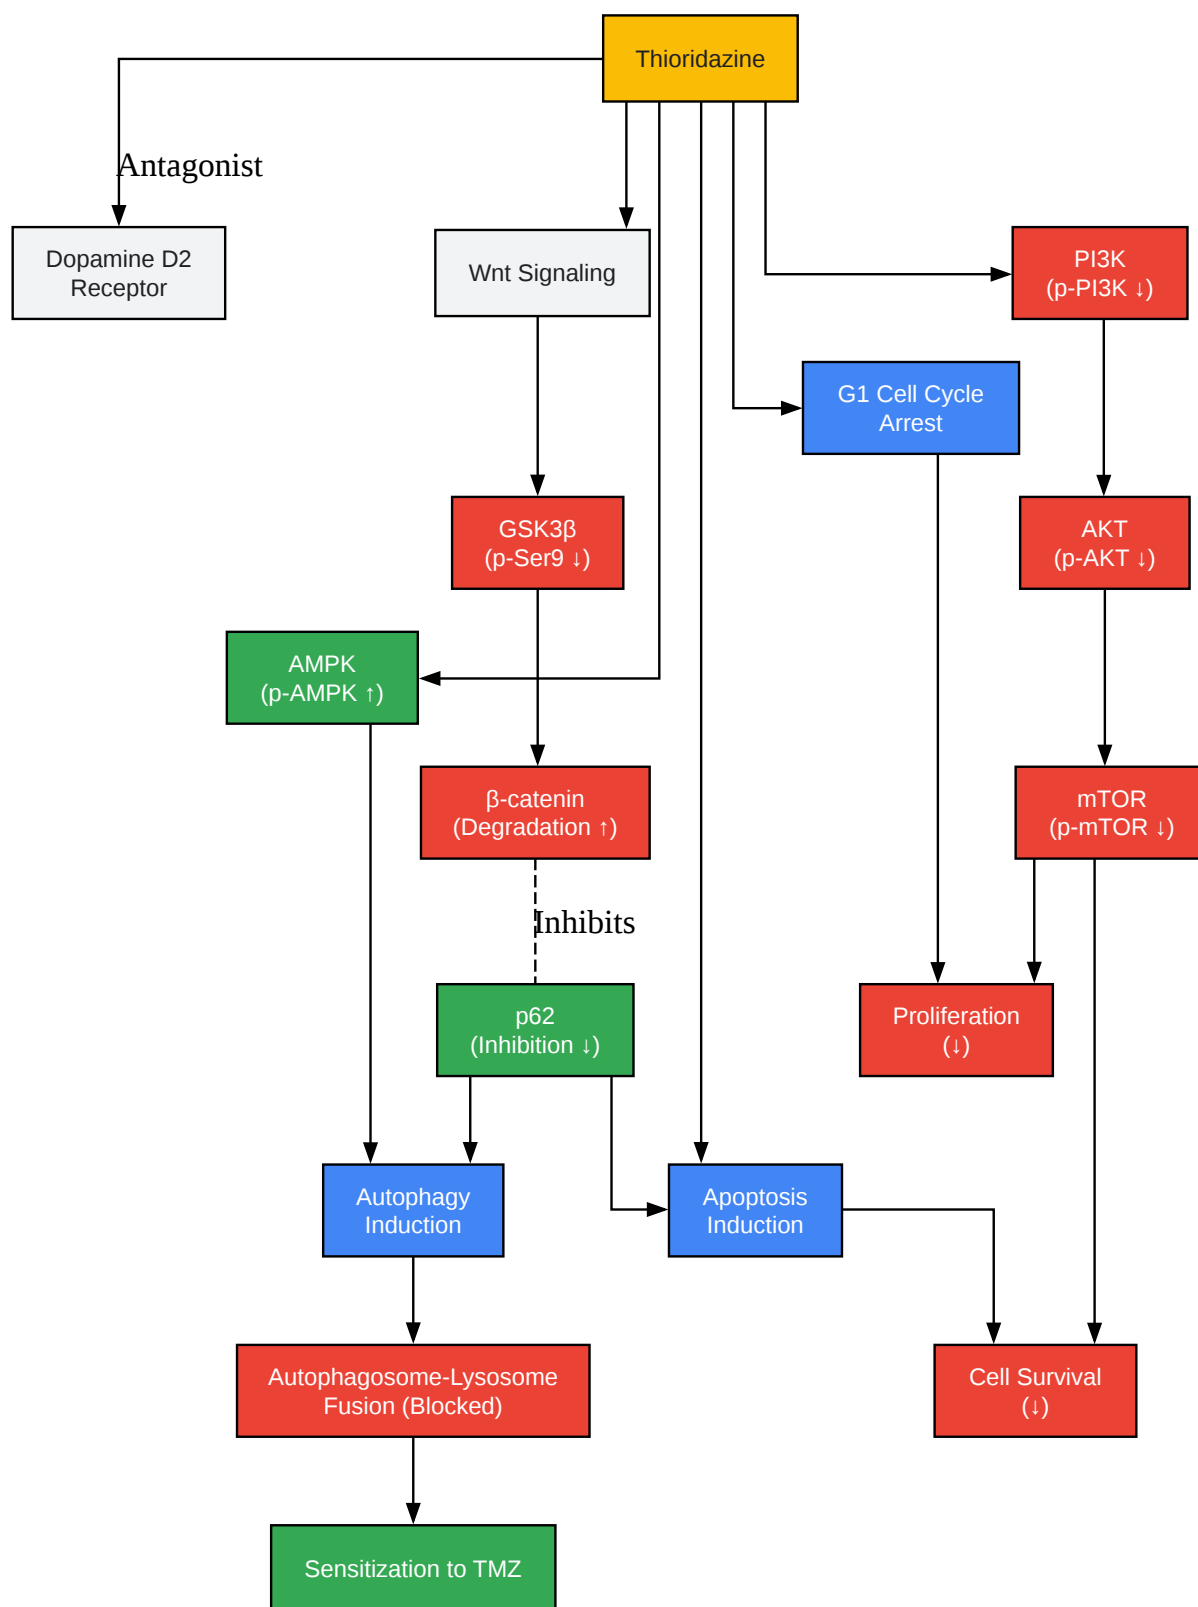 Thioridazine
Antagonist
Dopamine D2
Receptor
Wnt Signaling
PI3K
(p-PI3K ↓)
G1 Cell Cycle
Arrest
GSK3β
(p-Ser9 ↓)
AKT
(p-AKT ↓)
AMPK
(p-AMPK ↑)
β-catenin
(Degradation ↑)
mTOR
(p-mTOR ↓)
Inhibits
p62
(Inhibition ↓)
Proliferation
(↓)
Autophagy
Induction
Apoptosis
Induction
Autophagosome-Lysosome
Fusion (Blocked)
Cell Survival
(↓)
Sensitization to TMZ